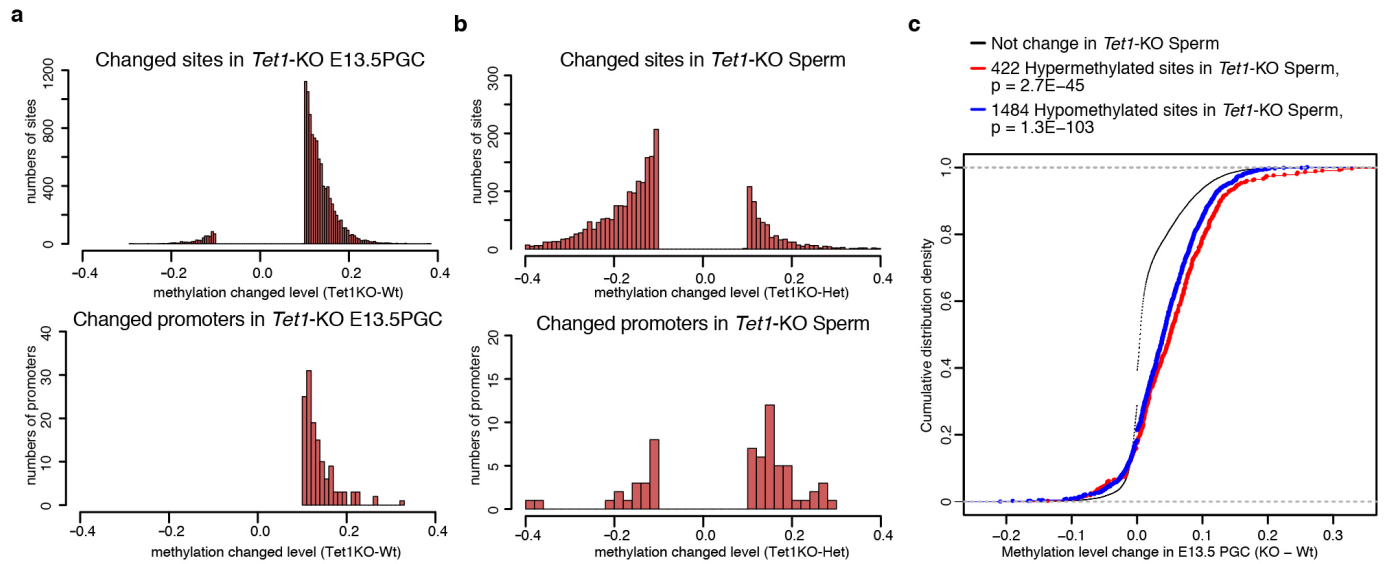 a
Changed sites in Tet1-KO E13.5PGC
numbers of sites
0
400
800
1200
−0.4
−0.2
0.0
0.2
0.4
methylation changed level (Tet1KO-Wt)
Changed promoters in Tet1-KO E13.5PGC
numbers of promoters
0
10
20
30
40
−0.4
−0.2
0.0
0.2
0.4
methylation changed level (Tet1KO-Wt)
b
Changed sites in Tet1-KO Sperm
numbers of sites
0
100
200
300
−0.4
−0.2
0.0
0.2
0.4
methylation changed level (Tet1KO-Het)
Changed promoters in Tet1-KO Sperm
numbers of promoters
0
5
10
15
20
−0.4
−0.2
0.0
0.2
0.4
methylation changed level (Tet1KO-Het)
c
Not change in Tet1-KO Sperm
422 Hypermethylated sites in Tet1-KO Sperm,
p = 2.7E−45
1484 Hypomethylated sites in Tet1-KO Sperm,
p = 1.3E−103
Cumulative distribution density
0
0.2
0.4
0.6
0.8
1.0
−0.2
−0.1
0.0
0.1
0.2
0.3
Methylation level change in E13.5 PGC (KO − Wt)